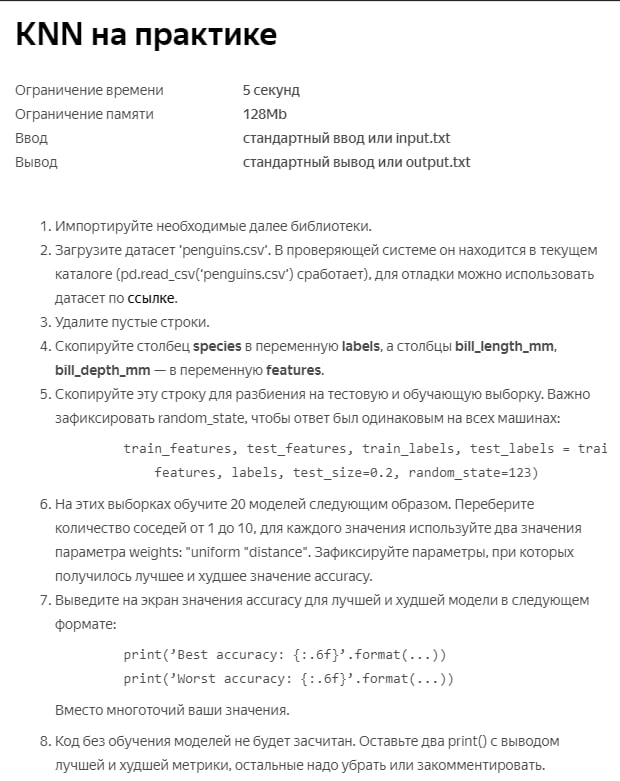 KNN на практике
Ограничение времени 5 секунд
Ограничение памяти 128Mb
Ввод стандартный ввод или input.txt
Вывод стандартный вывод или output.txt
1. Импортируйте необходимые далее библиотеки.
2. Загрузите датасет ‘penguins.csv’. В проверяющей системе он находится в текущем
каталоге (pd.read_csv(‘penguins.csv’) сработает), для отладки можно использовать
датасет по ссылке.
3. Удалите пустые строки.
4. Скопируйте столбец species в переменную labels, а столбцы bill_length_mm,
bill_depth_mm — в переменную features.
5. Скопируйте эту строку для разбиения на тестовую и обучающую выборку. Важно
зафиксировать random_state, чтобы ответ был одинаковым на всех машинах:
train_features, test_features, train_labels, test_labels = trai
features, labels, test_size=0.2, random_state=123)
6. На этих выборках обучите 20 моделей следующим образом. Переберите
количество соседей от 1 до 10, для каждого значения используйте два значения
параметра weights: "uniform "distance". Зафиксируйте параметры, при которых
получилось лучшее и худшее значение accuracy.
7. Выведите на экран значения accuracy для лучшей и худшей модели в следующем
формате:
print(’Best accuracy: {:.6f}’.format(...))
print(’Worst accuracy: {:.6f}’.format(...))
Вместо многоточий ваши значения.
8. Код без обучения моделей не будет засчитан. Оставьте два print() с выводом
лучшей и худшей метрики, остальные надо убрать или закомментировать.